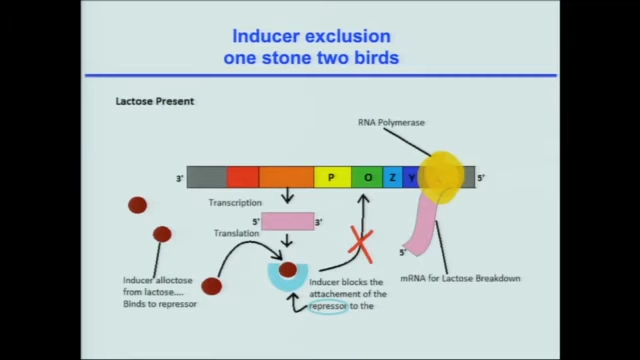 Inducer exclusion
one stone two birds
Lactose Present
RNA Polymerase
3'
P
O
Z
Y
5'
Transcription
5'
3'
Translation
5'
Inducer alloctose
from lactose....
Binds to repressor
Inducer blocks the
attachement of the
repressor to the
mRNA for Lactose Breakdown